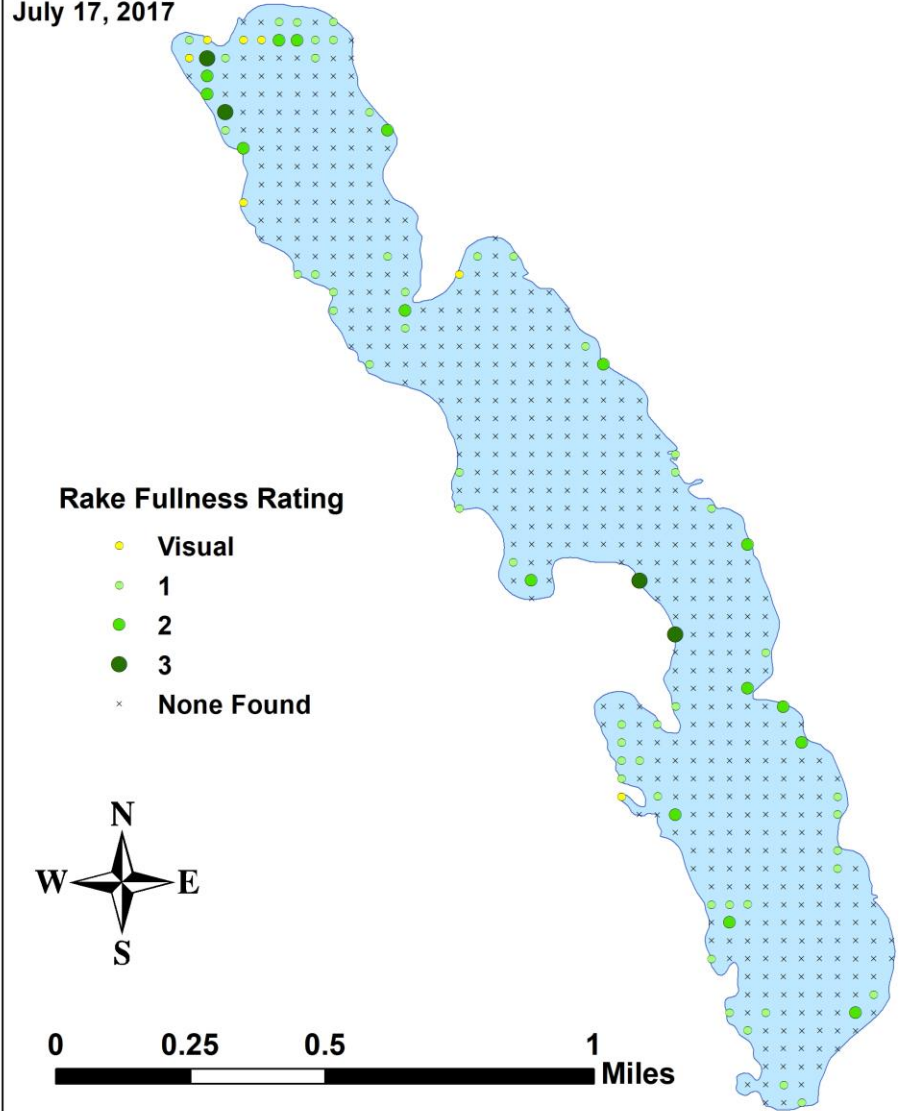 July 17, 2017
Rake Fullness Rating
Visual
1
2
3
None Found
N
W E
S
0 0.25 0.5 1
Miles